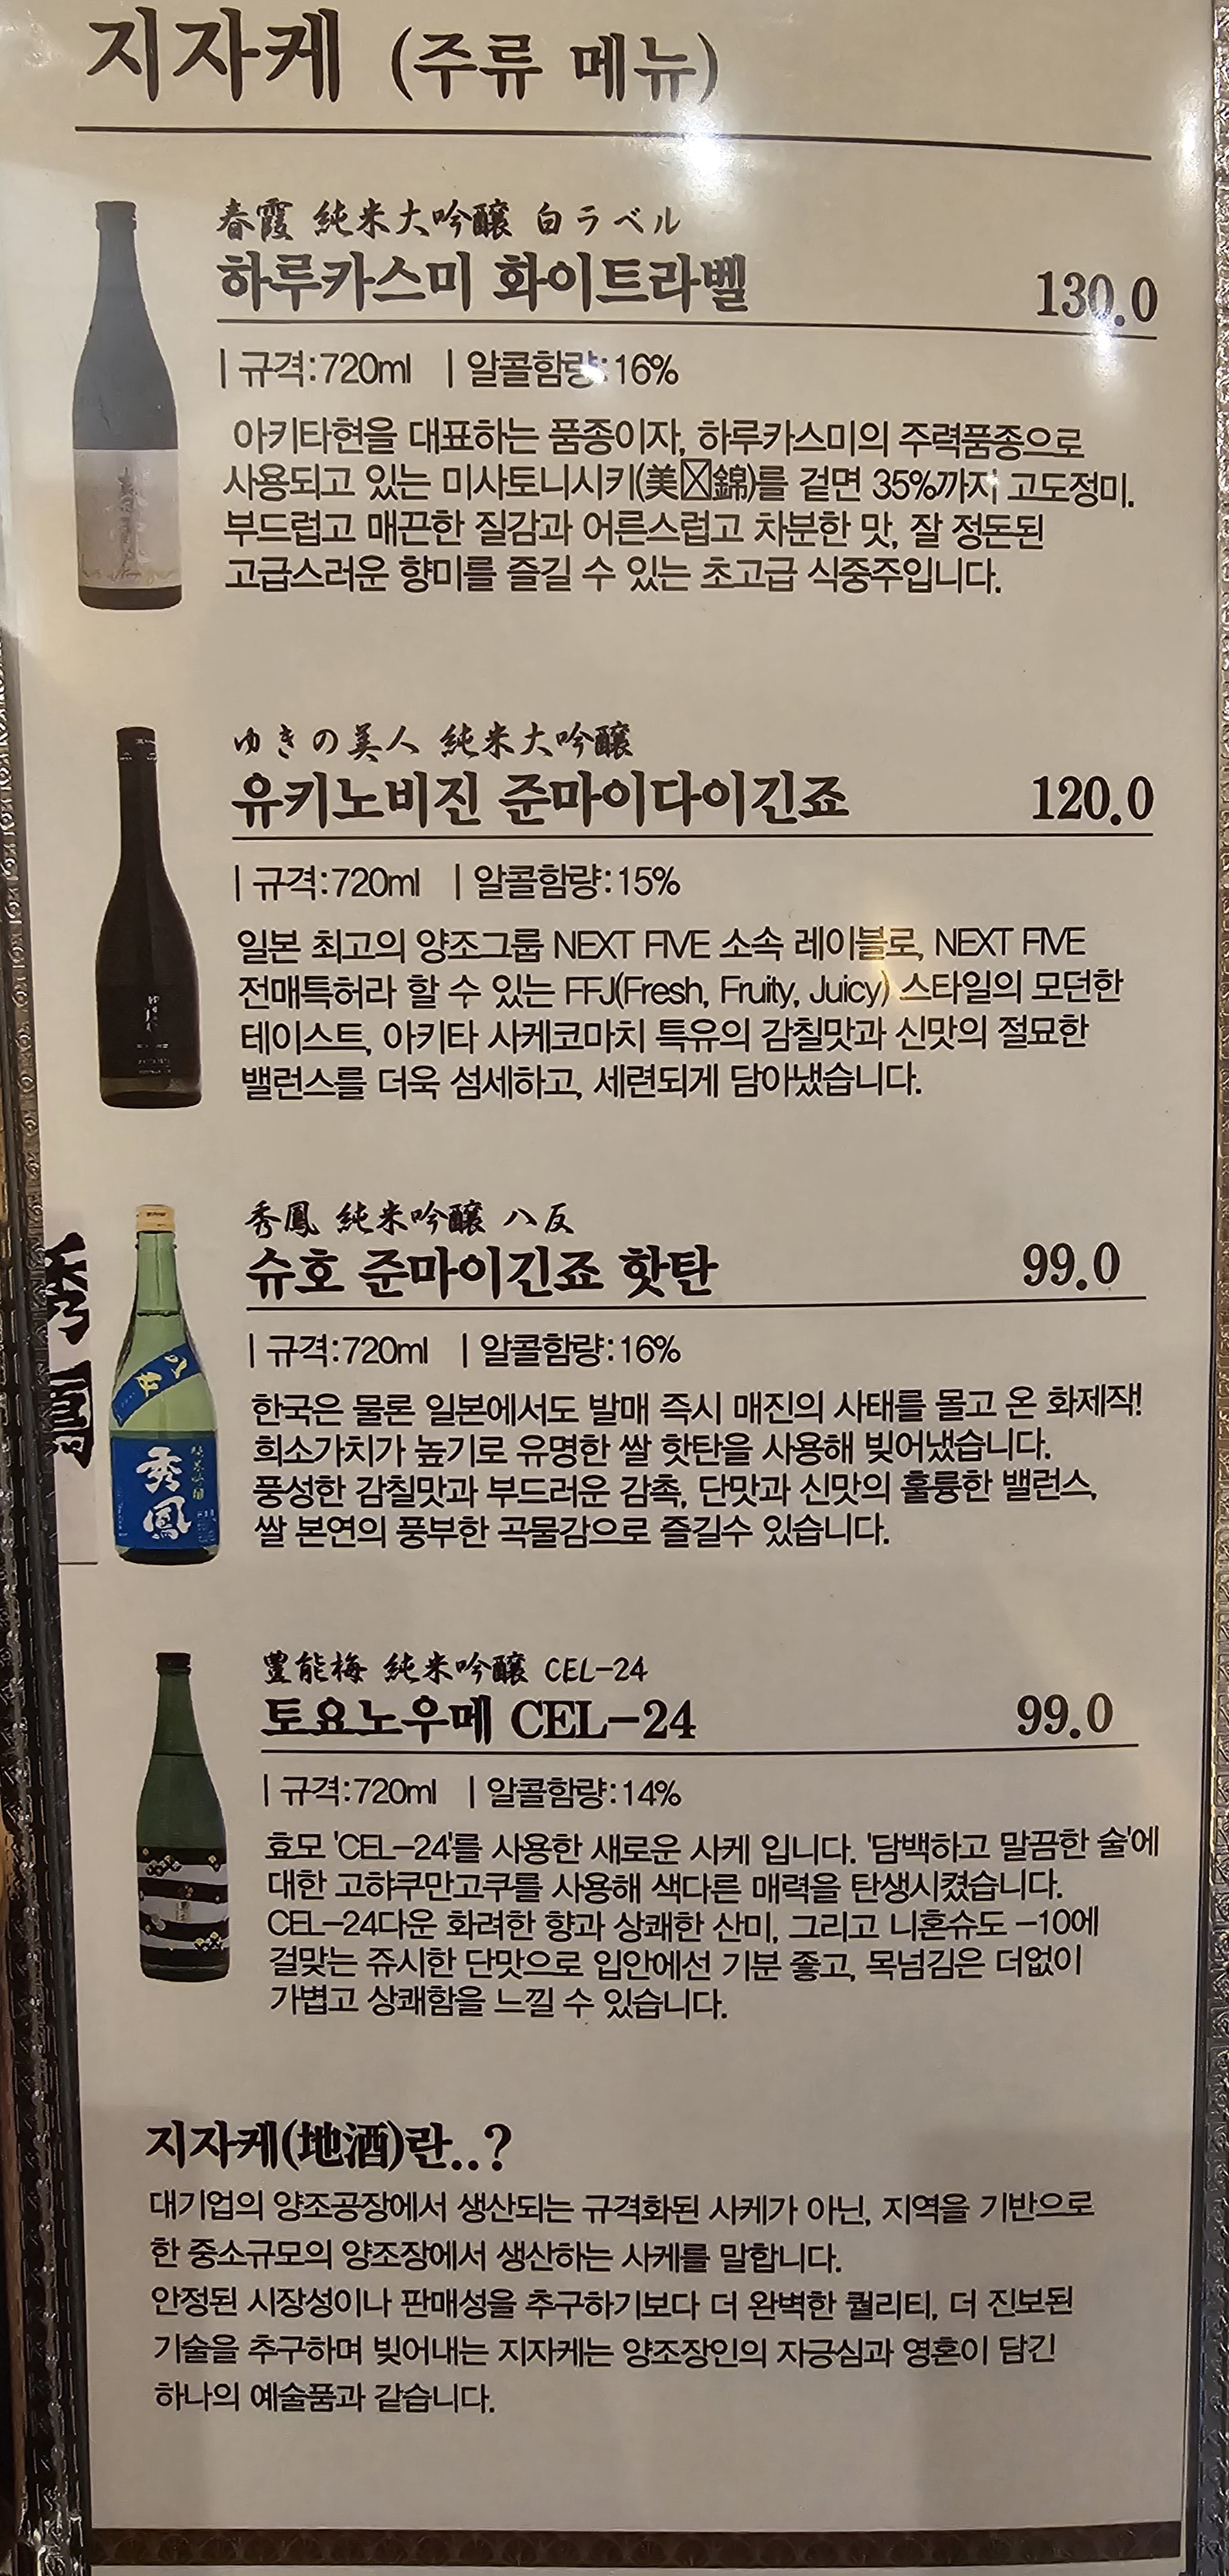 지자케 (주류 메뉴)
春霞 純米大吟醸 白ラベル
하루카스미 화이트라벨 130.0
| 규격:720ml | 알콜함량:16%
아키타현을 대표하는 품종이자, 하루카스미의 주력품종으로
사용되고 있는 미사토니시키(美☒錦)를 겉면 35%까지 고도정미.
부드럽고 매끈한 질감과 어른스럽고 차분한 맛, 잘 정돈된
고급스러운 향미를 즐길 수 있는 초고급 식중주입니다.
ゆきの美人 純米大吟醸
유키노비진 준마이다이긴죠 120.0
| 규격:720ml | 알콜함량:15%
일본 최고의 양조그룹 NEXT FIVE 소속 레이블로, NEXT FIVE
전매특허라 할 수 있는 FFJ(Fresh, Fruity, Juicy) 스타일의 모던한
테이스트, 아키타 사케코마치 특유의 감칠맛과 신맛의 절묘한
밸런스를 더욱 섬세하고, 세련되게 담아냈습니다.
秀鳳 純米吟醸 八反
슈호 준마이긴죠 핫탄 99.0
| 규격:720ml | 알콜함량:16%
秀鳳
한국은 물론 일본에서도 발매 즉시 매진의 사태를 몰고 온 화제작!
희소가치가 높기로 유명한 쌀 핫탄을 사용해 빚어냈습니다.
풍성한 감칠맛과 부드러운 감촉, 단맛과 신맛의 훌륭한 밸런스,
쌀 본연의 풍부한 곡물감으로 즐길수 있습니다.
豊能梅 純米吟醸 CEL-24
토요노우메 CEL-24 99.0
| 규격:720ml | 알콜함량:14%
효모 'CEL-24'를 사용한 새로운 사케 입니다. '담백하고 말끔한 술'에
대한 고햐쿠만고쿠를 사용해 색다른 매력을 탄생시켰습니다.
CEL-24다운 화려한 향과 상쾌한 산미, 그리고 니혼슈도 -10에
걸맞는 쥬시한 단맛으로 입안에선 기분 좋고, 목넘김은 더없이
가볍고 상쾌함을 느낄 수 있습니다.
지자케(地酒)란..?
대기업의 양조공장에서 생산되는 규격화된 사케가 아닌, 지역을 기반으로
한 중소규모의 양조장에서 생산하는 사케를 말합니다.
안정된 시장성이나 판매성을 추구하기보다 더 완벽한 퀄리티, 더 진보된
기술을 추구하며 빚어내는 지자케는 양조장인의 자긍심과 영혼이 담긴
하나의 예술품과 같습니다.